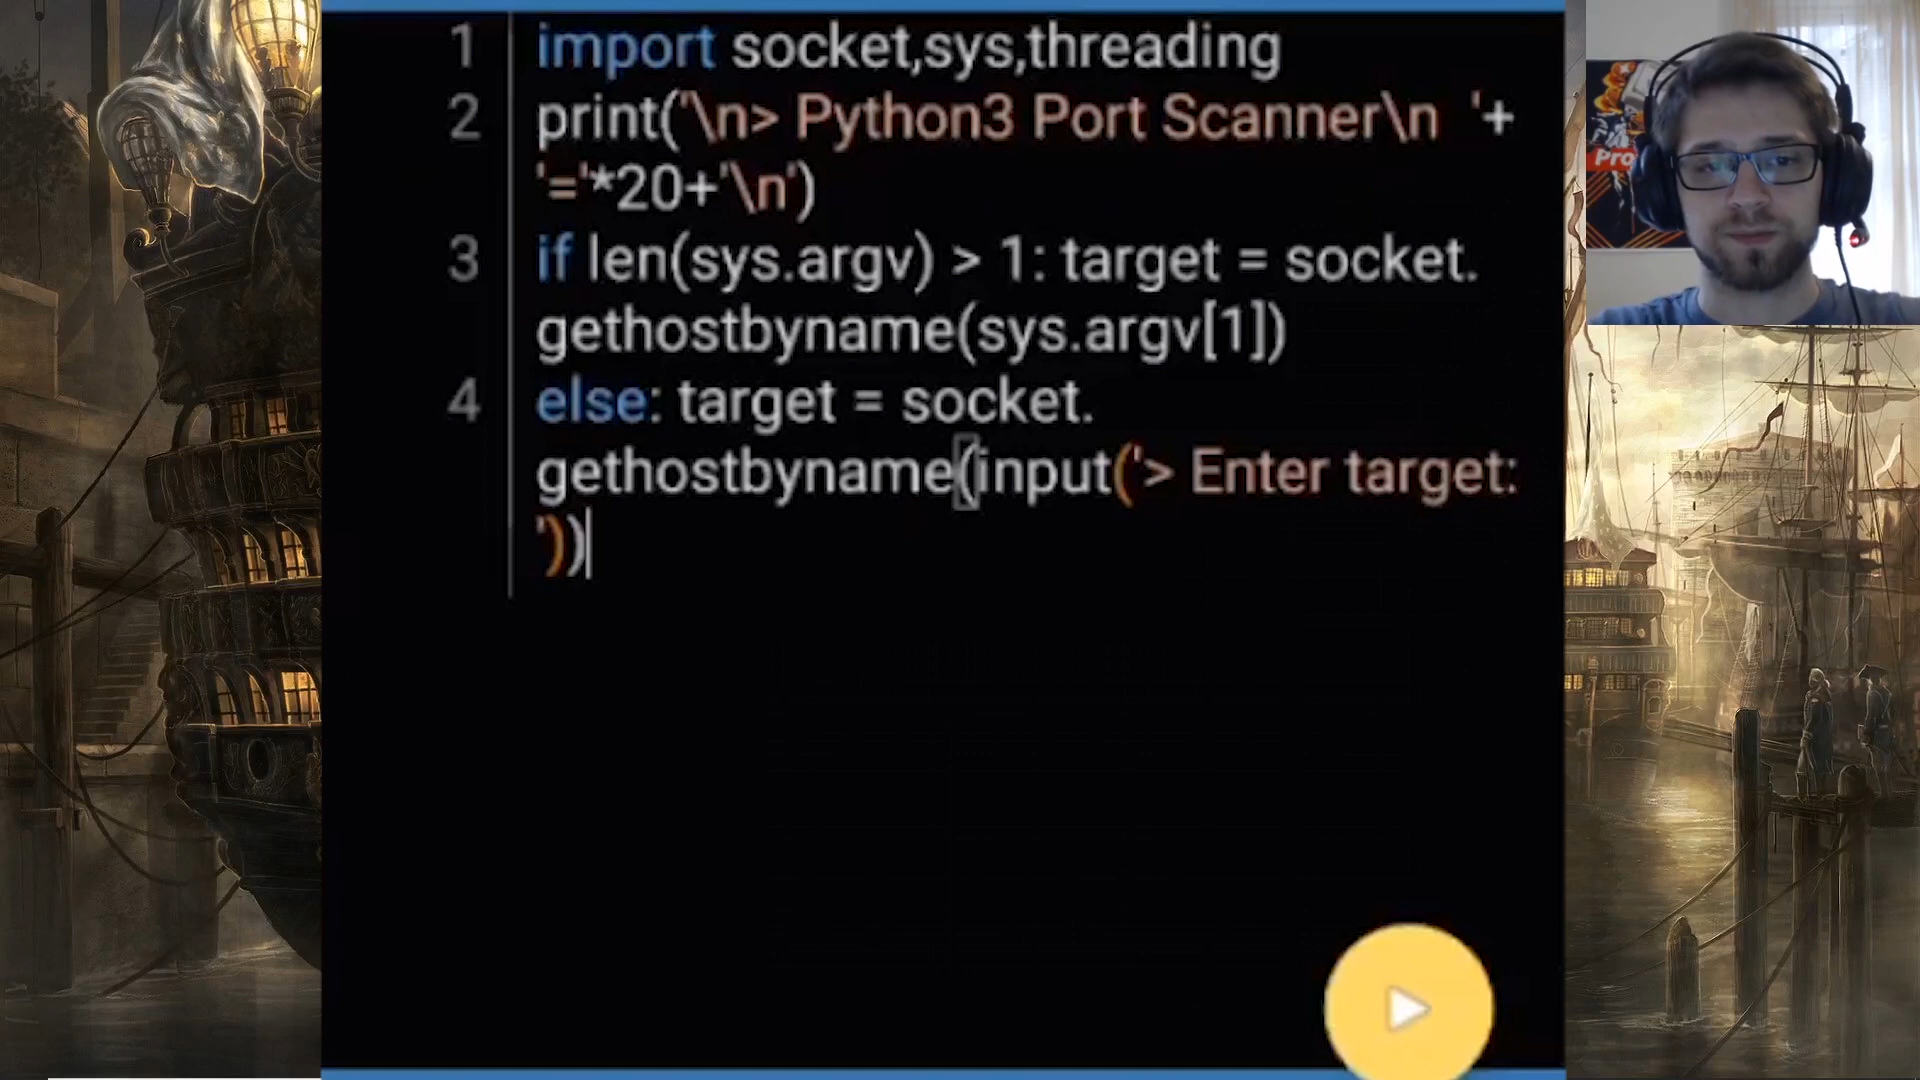 1 import socket,sys,threading
2 print('\n> Python3 Port Scanner\n  '+
'='*20+'\n')
3 if len(sys.argv) > 1: target = socket.
gethostbyname(sys.argv[1])
4 else: target = socket.
gethostbyname(input('> Enter target:
'))
Pro